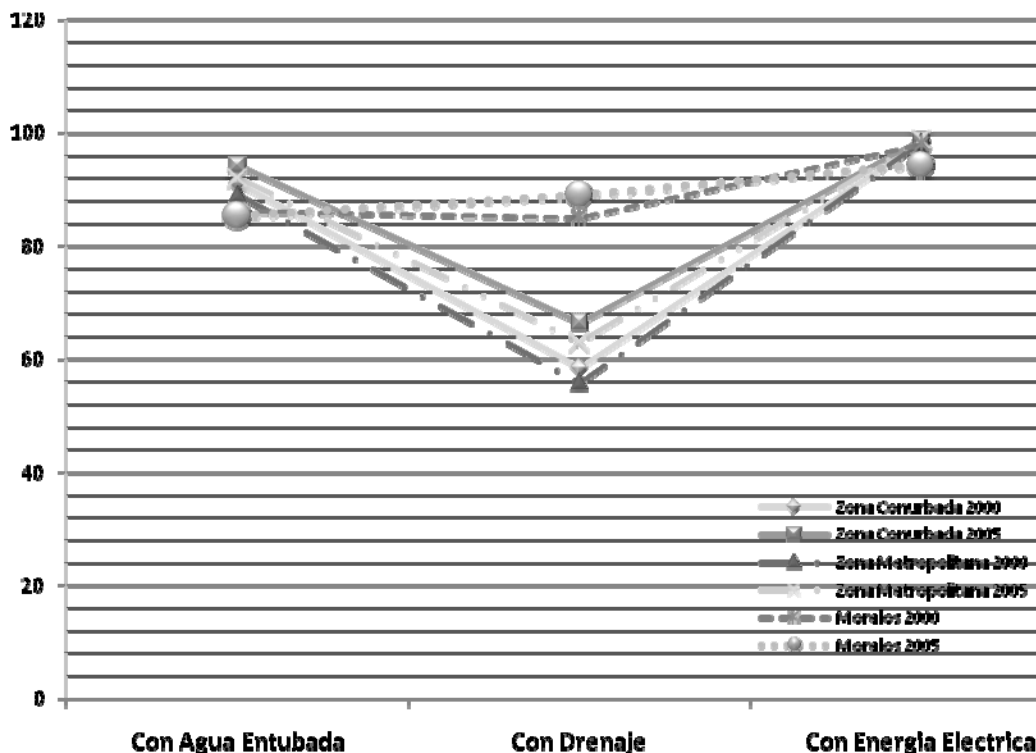 120
100
80
60
40
20
0
Zona Conurbada 2000
Zona Conurbada 2005
Zona Metropolitana 2000
Zona Metropolitana 2005
Morelos 2000
Morelos 2005
Con Agua Entubada
Con Drenaje
Con Energia Electrica